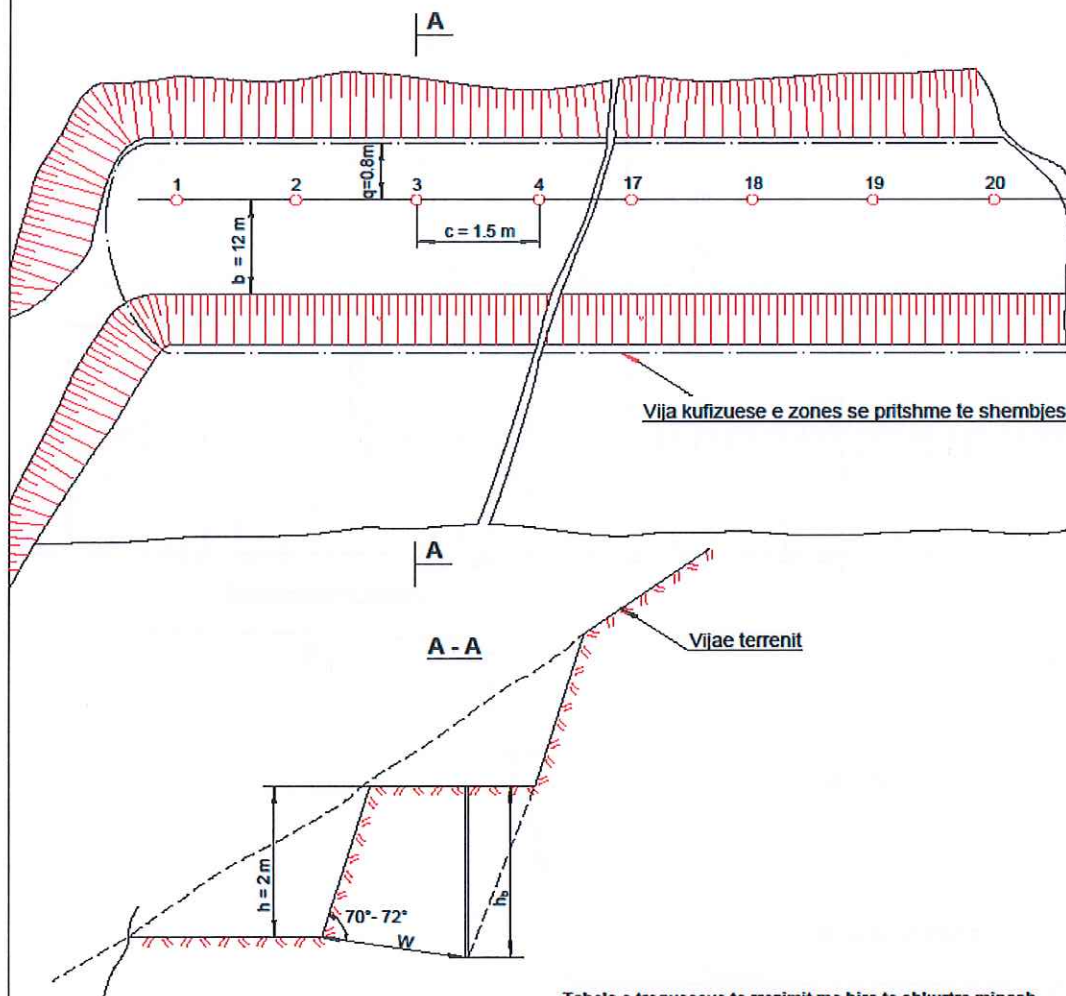 A
q=0.8m
1 2 3 4 17 18 19 20
c = 1.5 m
b = 12 m
Vija kufizuese e zones se pritshme te shembjes
A
A - A
Vijae terrenit
h = 2 m
h_b
70°- 72°
W